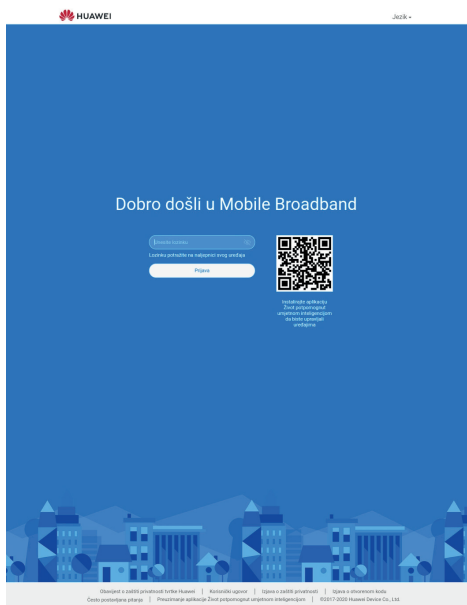 HUAWEI
Jezik
Dobro došli u Mobile Broadband
Unesite lozinku
Lozinku potražite na naljepnici svog uređaja
Prijava
Instalirajte aplikaciju
Život potpomognut
umjetnom inteligencijom
da biste upravljali
uređajima
Obavijest o zaštiti privatnosti tvrtke Huawei | Korisnički ugovor | Izjava o zaštiti privatnosti | Izjava o otvorenom kodu
Često postavljana pitanja | Preuzimanje aplikacije Život potpomognut umjetnom inteligencijom | ©2017-2020 Huawei Device Co., Ltd.